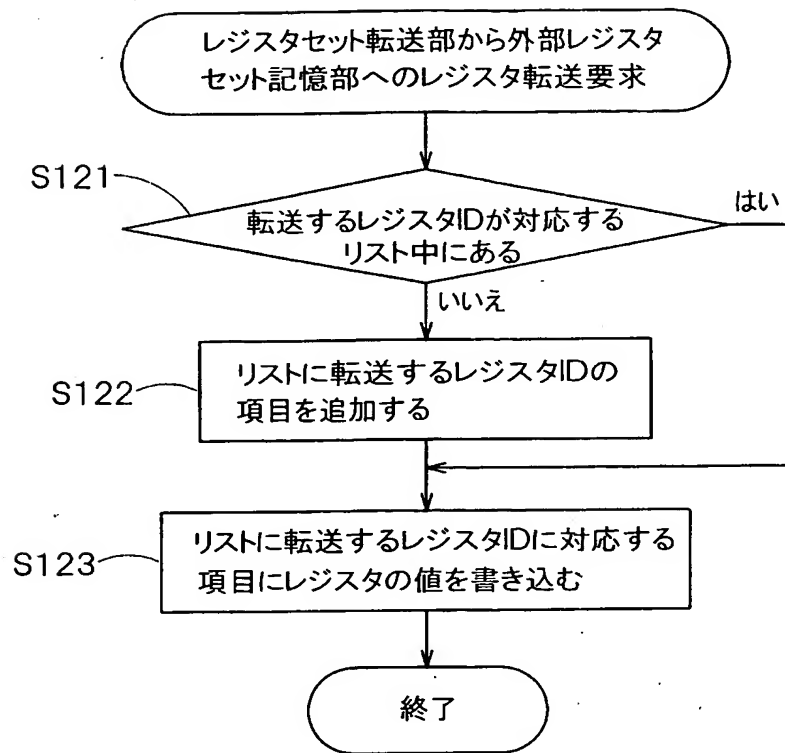 レジスタセット転送部から外部レジスタ
セット記憶部へのレジスタ転送要求
S121
転送するレジスタIDが対応する
リスト中にある
はい
いいえ
S122
リストに転送するレジスタIDの
項目を追加する
S123
リストに転送するレジスタIDに対応する
項目にレジスタの値を書き込む
終了